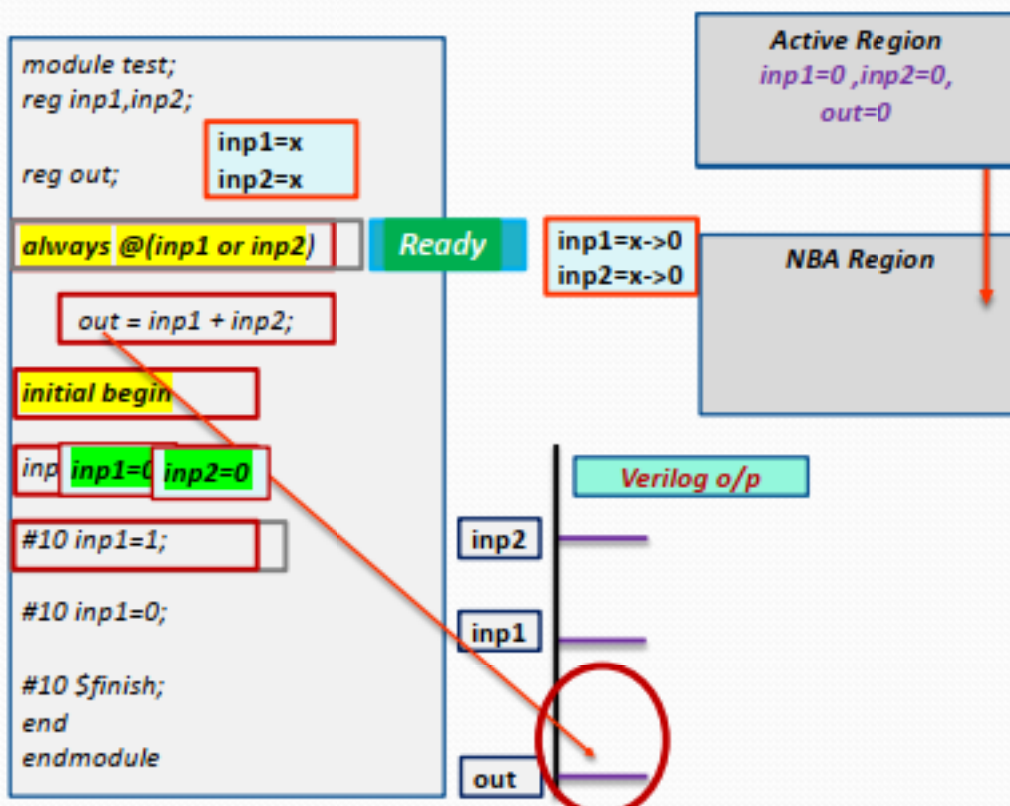 module test;
reg inp1,inp2;
reg out;
inp1=x
inp2=x
always @(inp1 or inp2)
Ready
inp1=x->0
inp2=x->0
out = inp1 + inp2;
initial begin
inp
inp1=0
inp2=0
#10 inp1=1;
#10 inp1=0;
#10 $finish;
end
endmodule
Active Region
inp1=0 ,inp2=0,
out=0
NBA Region
Verilog o/p
inp2
inp1
out